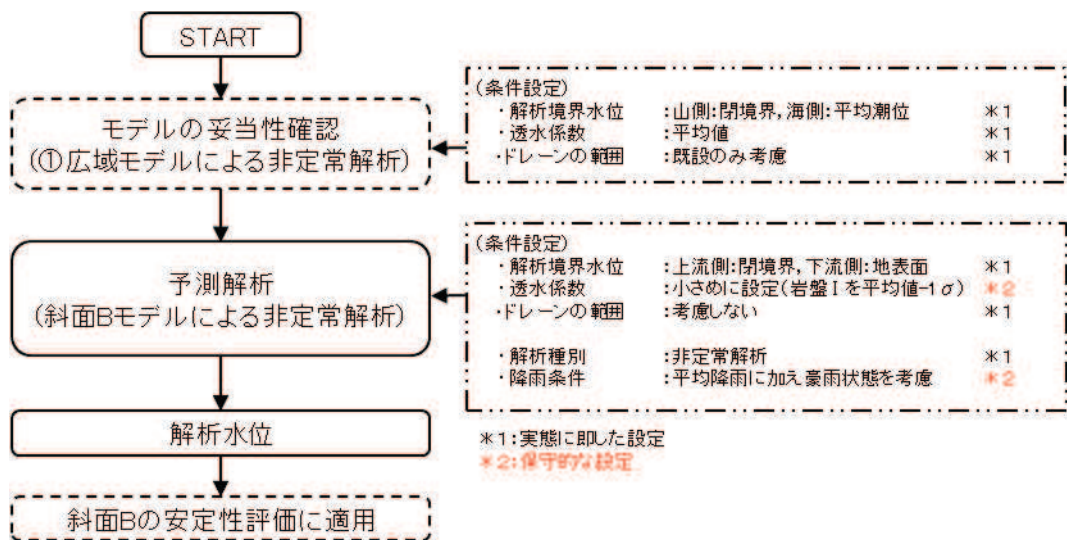 START
モデルの妥当性確認
(①広域モデルによる非定常解析)
(条件設定)
・解析境界水位 :山側:閉境界,海側:平均潮位 *1
・透水係数 :平均値 *1
・ドレーンの範囲 :既設のみ考慮 *1
予測解析
(斜面Bモデルによる非定常解析)
(条件設定)
・解析境界水位 :上流側:閉境界,下流側:地表面 *1
・透水係数 :小さめに設定(岩盤Ⅰを平均値-1σ) *2
・ドレーンの範囲 :考慮しない *1
・解析種別 :非定常解析 *1
・降雨条件 :平均降雨に加え豪雨状態を考慮 *2
解析水位
*1:実態に即した設定
*2:保守的な設定
斜面Bの安定性評価に適用